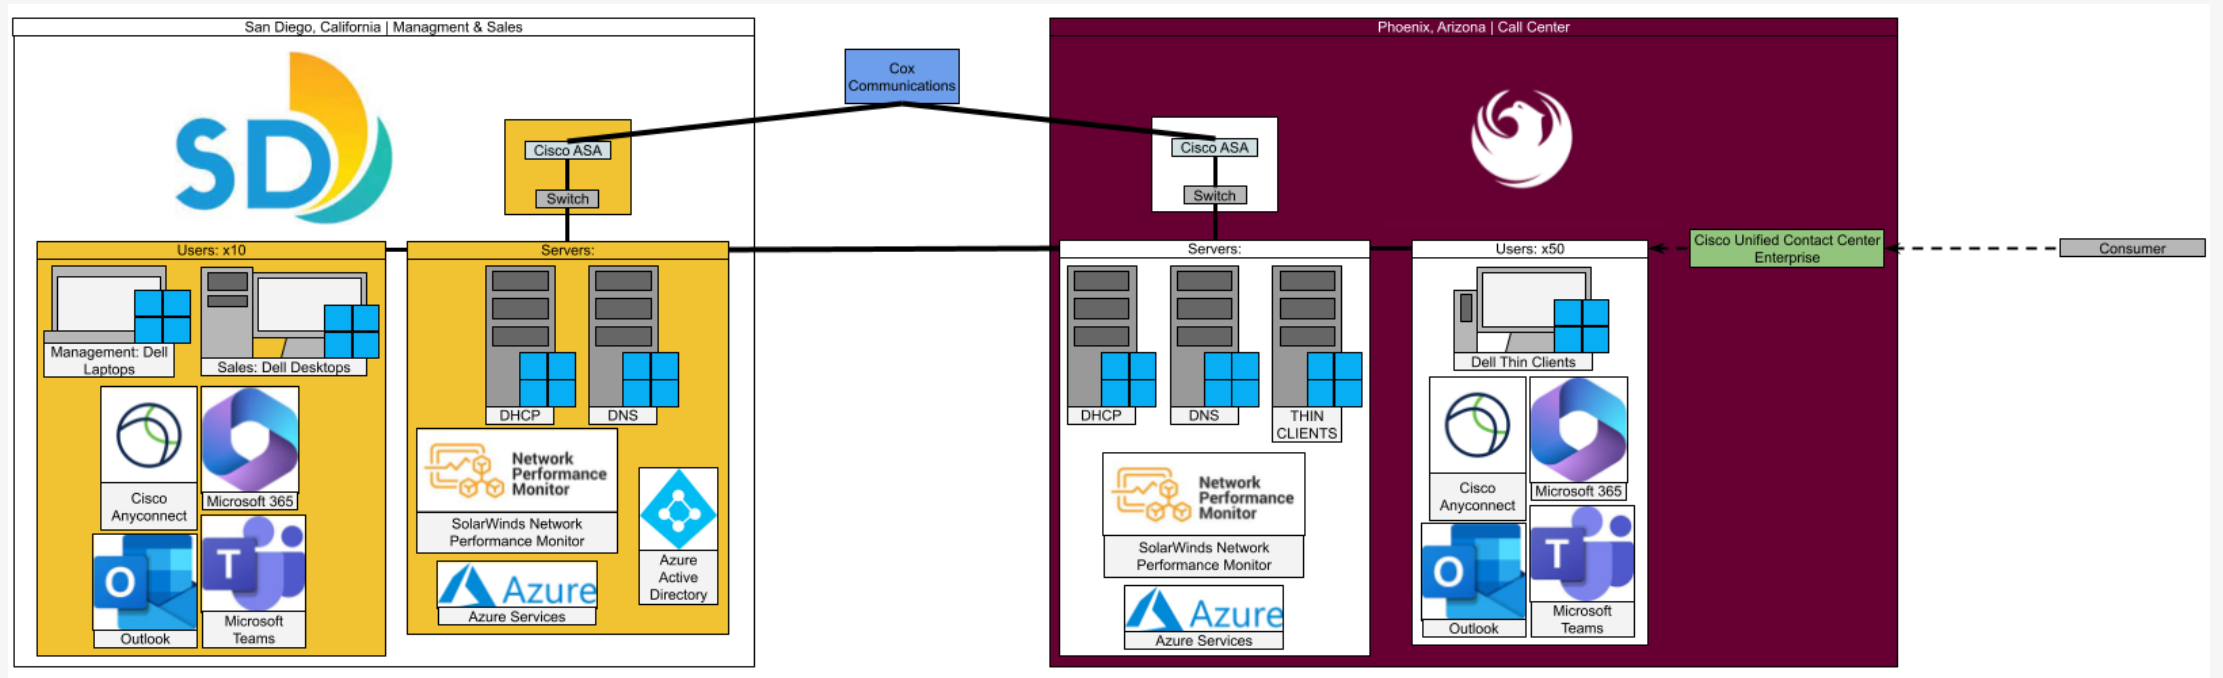 San Diego, California | Managment & Sales
SD
Cisco ASA
Switch
Users: x10
Management: Dell
Laptops
Sales: Dell Desktops
Cisco
Anyconnect
Microsoft 365
O
Outlook
T
Microsoft
Teams
Servers:
DHCP
DNS
Network
Performance
Monitor
SolarWinds Network
Performance Monitor
Azure
Active
Directory
Azure
Azure Services
Cox
Communications
Phoenix, Arizona | Call Center
Cisco ASA
Switch
Servers:
DHCP
DNS
THIN
CLIENTS
Network
Performance
Monitor
SolarWinds Network
Performance Monitor
Azure
Azure Services
Users: x50
Dell Thin Clients
Cisco
Anyconnect
Microsoft 365
O
Outlook
T
Microsoft
Teams
Cisco Unified Contact Center
Enterprise
Consumer